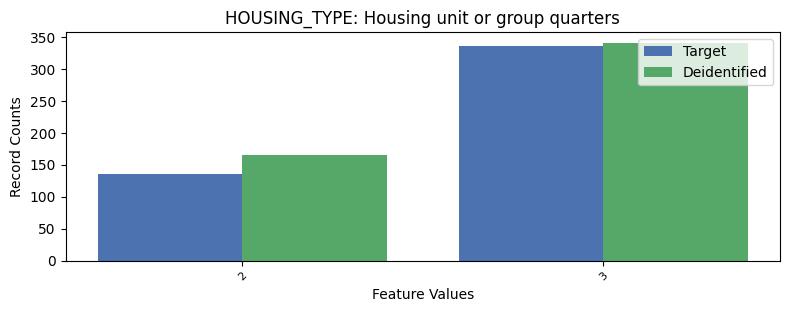 HOUSING_TYPE: Housing unit or group quarters
Record Counts
350
300
250
200
150
100
50
0
Target
Deidentified
2
3
Feature Values